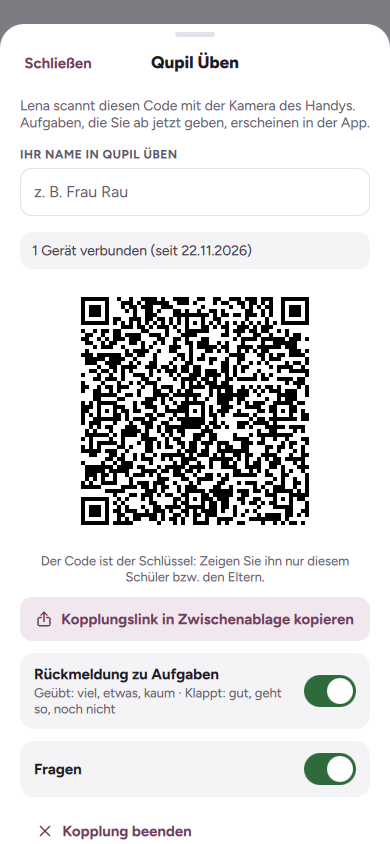 Schließen
Qupil Üben
Lena scannt diesen Code mit der Kamera des Handys.
Aufgaben, die Sie ab jetzt geben, erscheinen in der App.
IHR NAME IN QUPIL ÜBEN
z. B. Frau Rau
1 Gerät verbunden (seit 22.11.2026)
Der Code ist der Schlüssel: Zeigen Sie ihn nur diesem
Schüler bzw. den Eltern.
Kopplungslink in Zwischenablage kopieren
Rückmeldung zu Aufgaben
Geübt: viel, etwas, kaum · Klappt: gut, geht
so, noch nicht
Fragen
Kopplung beenden